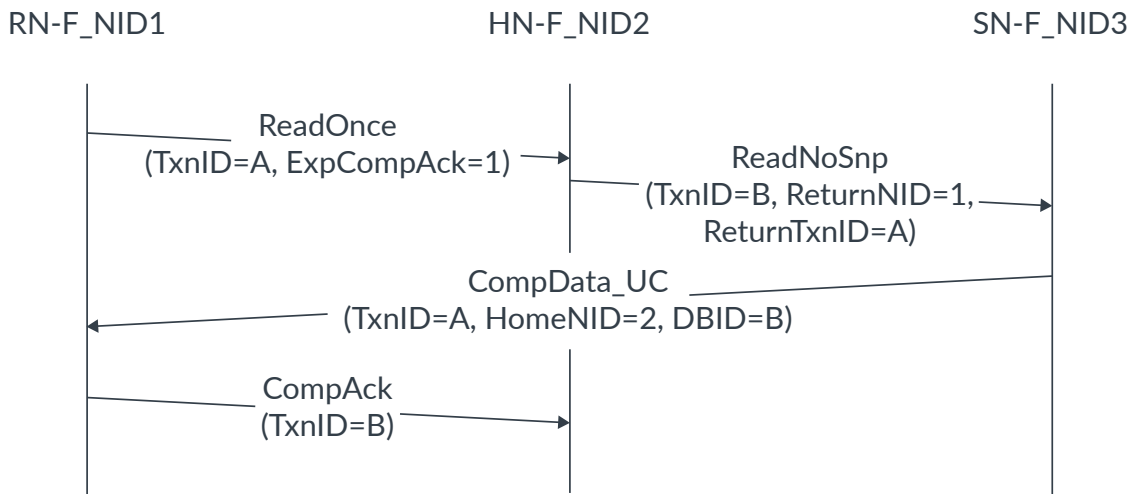 RN-F_NID1
HN-F_NID2
SN-F_NID3
ReadOnce
(TxnID=A, ExpCompAck=1)
ReadNoSnp
(TxnID=B, ReturnNID=1,
ReturnTxnID=A)
CompData_UC
(TxnID=A, HomeNID=2, DBID=B)
CompAck
(TxnID=B)